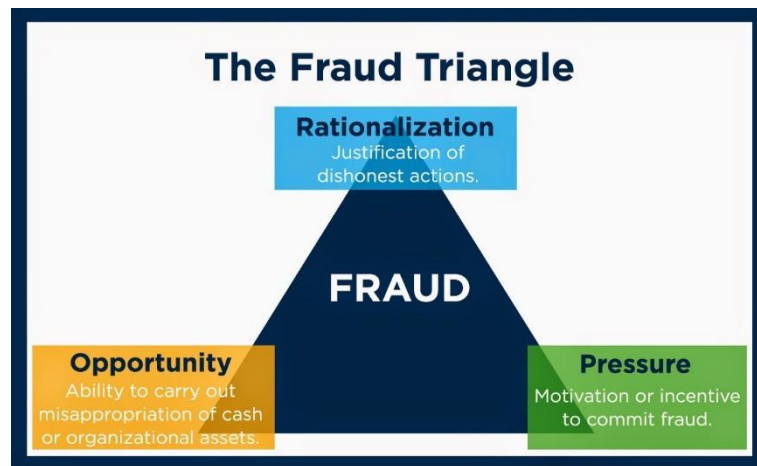 The Fraud Triangle
Rationalization
Justification of
dishonest actions.
FRAUD
Opportunity
Ability to carry out
misappropriation of cash
or organizational assets.
Pressure
Motivation or incentive
to commit fraud.